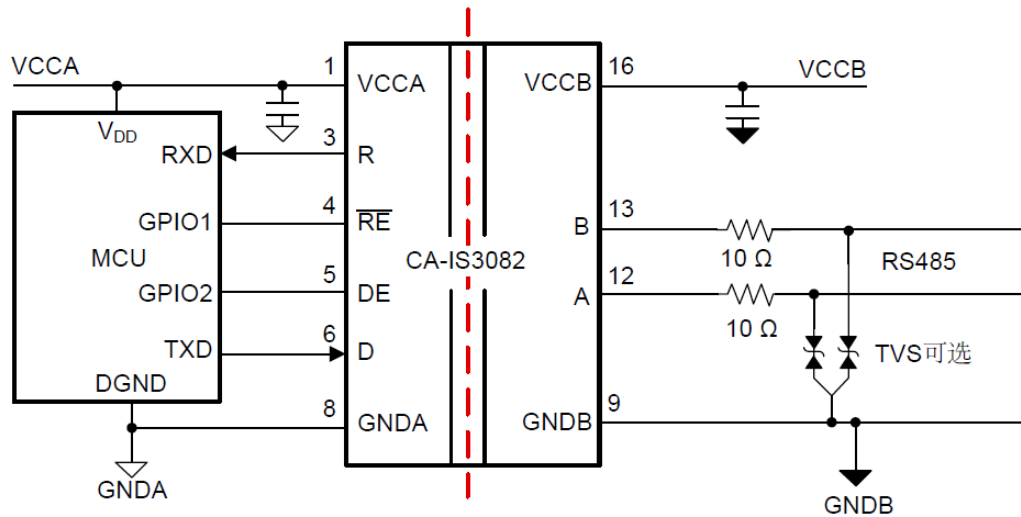 VCCA
1
VCCA
VCCB
16
VCCB
VDD
RXD
3
R
GPIO1
4
RE
B
13
10 Ω
RS485
MCU
CA-IS3082
GPIO2
5
DE
A
12
10 Ω
TXD
6
D
TVS可选
DGND
8
GNDA
GNDB
9
GNDA
GNDB